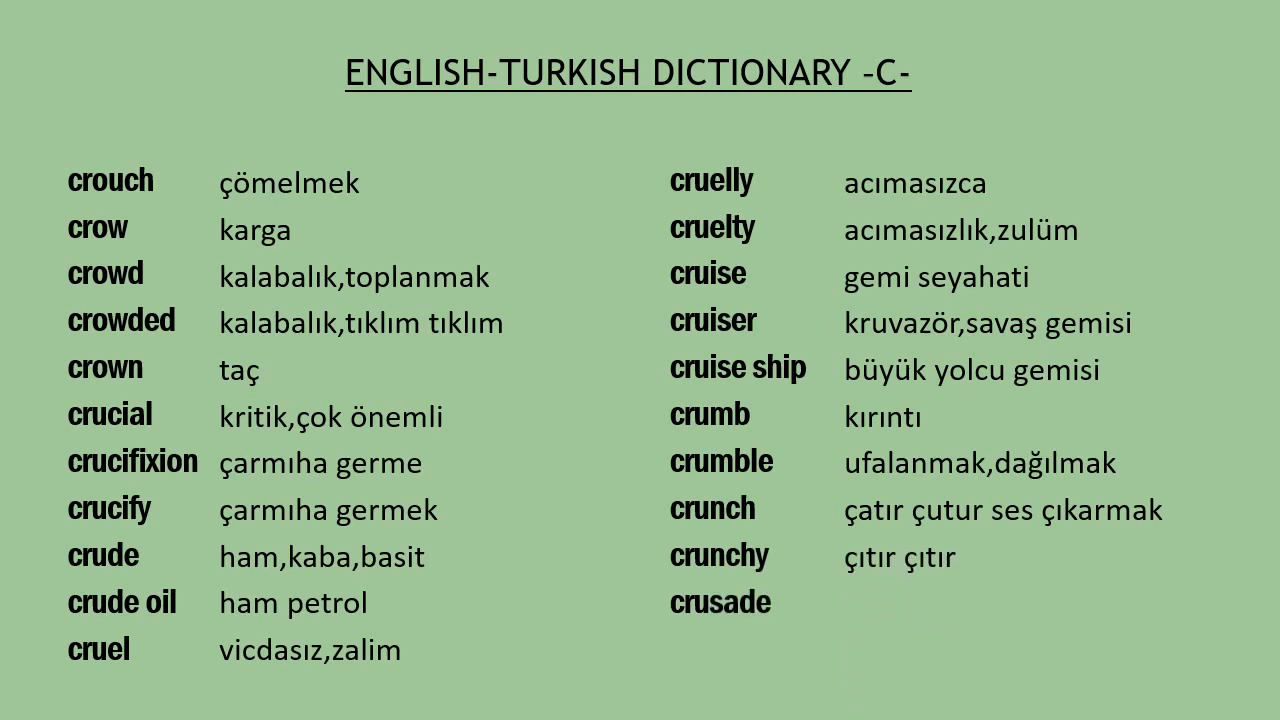 ENGLISH-TURKISH DICTIONARY –C-
crouch çömelmek
crow karga
crowd kalabalık,toplanmak
crowded kalabalık,tıklım tıklım
crown taç
crucial kritik,çok önemli
crucifixion çarmıha germe
crucify çarmıha germek
crude ham,kaba,basit
crude oil ham petrol
cruel vicdasız,zalim
cruelly acımasızca
cruelty acımasızlık,zulüm
cruise gemi seyahati
cruiser kruvazör,savaş gemisi
cruise ship büyük yolcu gemisi
crumb kırıntı
crumble ufalanmak,dağılmak
crunch çatır çutur ses çıkarmak
crunchy çıtır çıtır
crusade